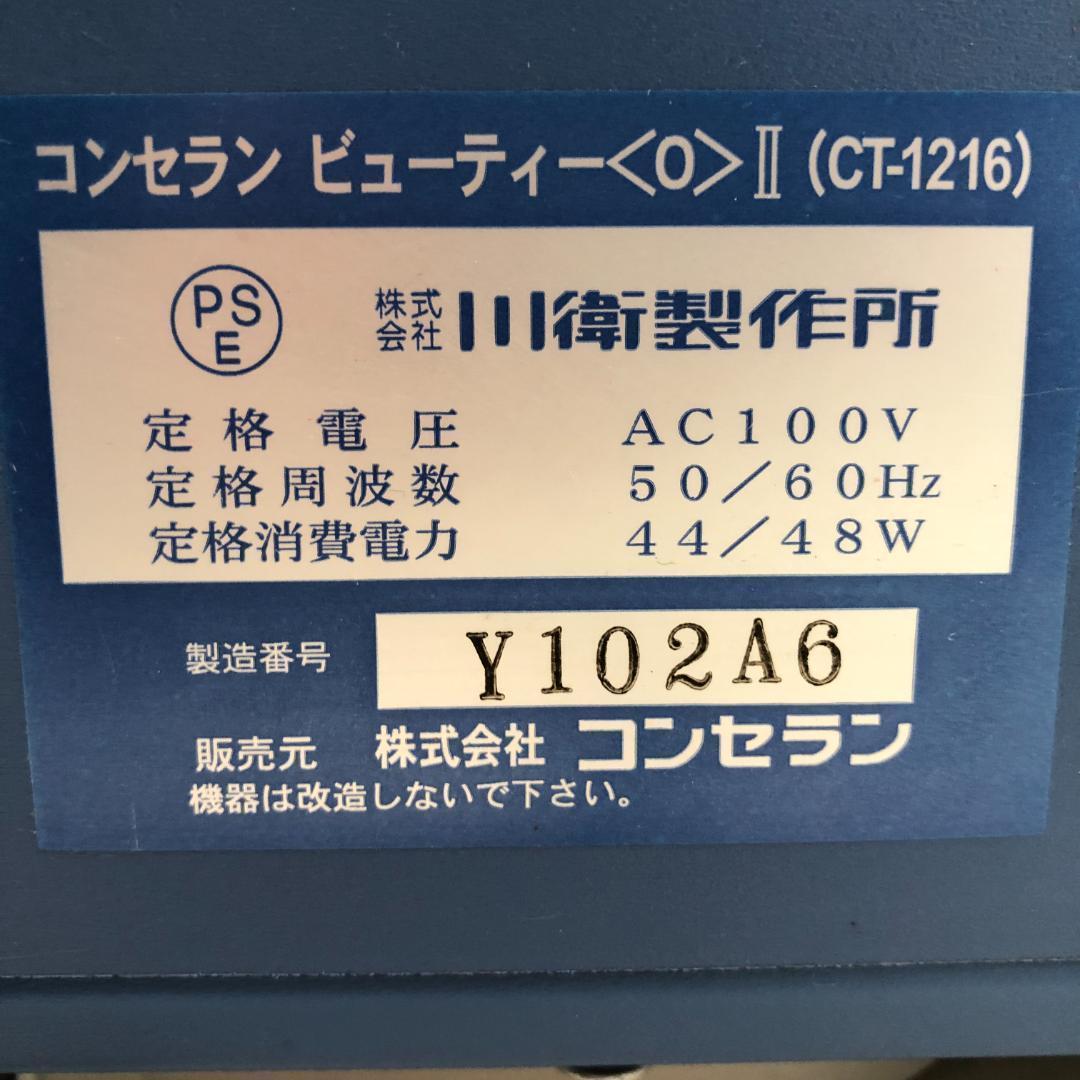 コンセラン ビューティー<O>Ⅱ (CT-1216)
PSE
株式会社 川衛製作所
定格電圧 AC100V
定格周波数 50/60Hz
定格消費電力 44/48W
製造番号 Y102A6
販売元 株式会社 コンセラン
機器は改造しないで下さい。